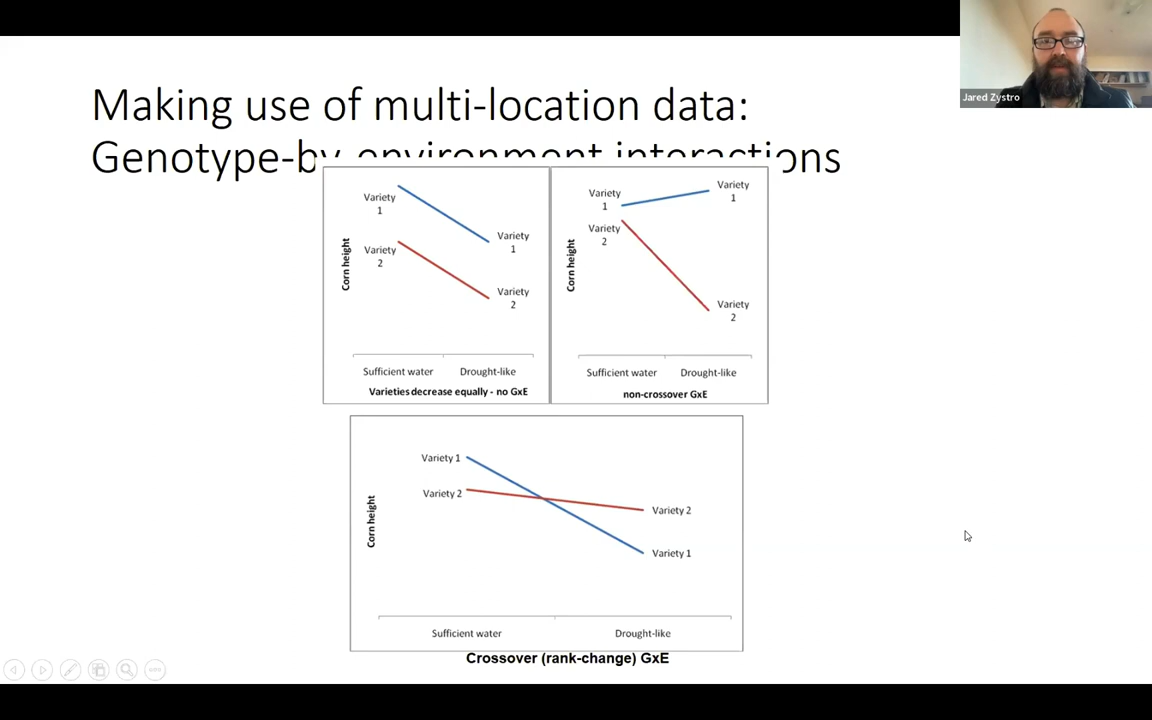 Jared Zystro
Making use of multi-location data:
Genotype-by-environment interactions
Corn height
Variety
1
Variety
2
Variety
1
Variety
2
Sufficient water
Drought-like
Varieties decrease equally - no GxE
Corn height
Variety
1
Variety
2
Variety
1
Variety
2
Sufficient water
Drought-like
non-crossover GxE
Corn height
Variety 1
Variety 2
Variety 2
Variety 1
Sufficient water
Drought-like
Crossover (rank-change) GxE